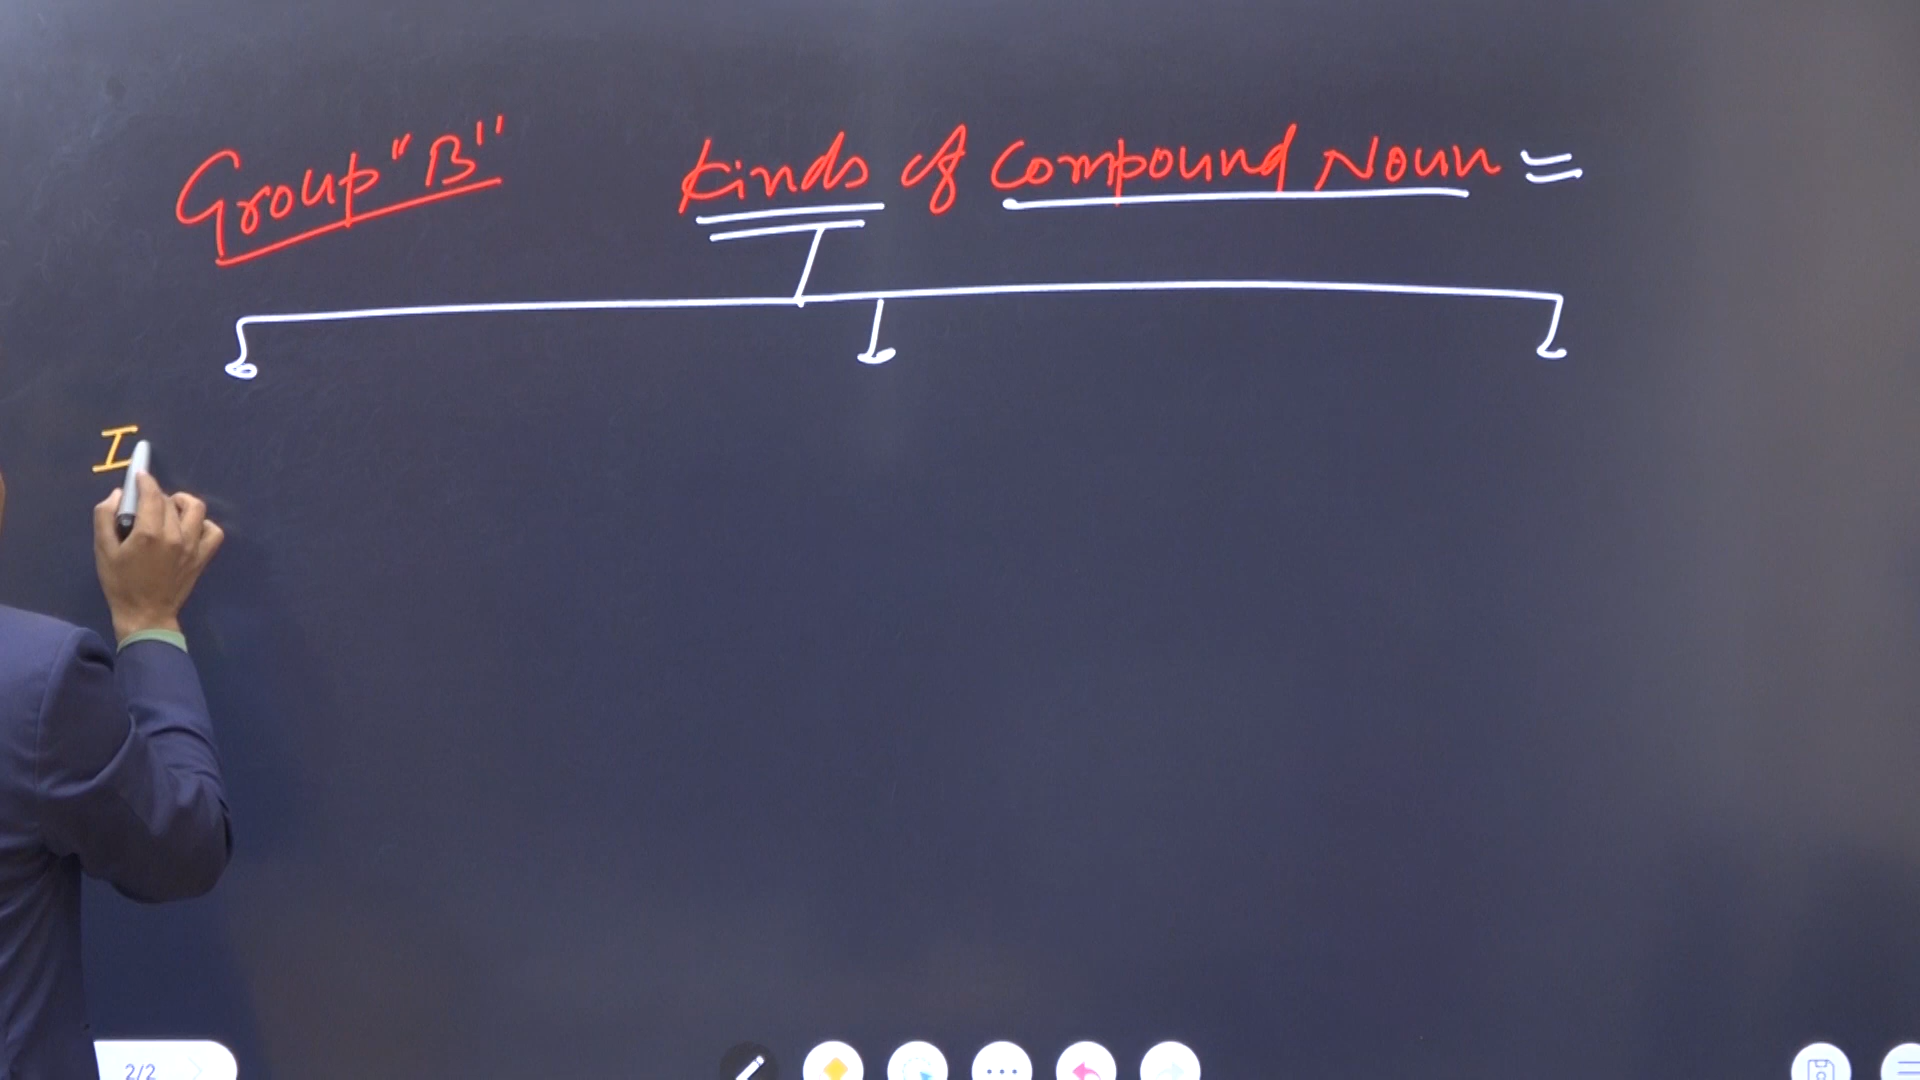 Group "B" Kinds of Compound Noun =
I
2/2